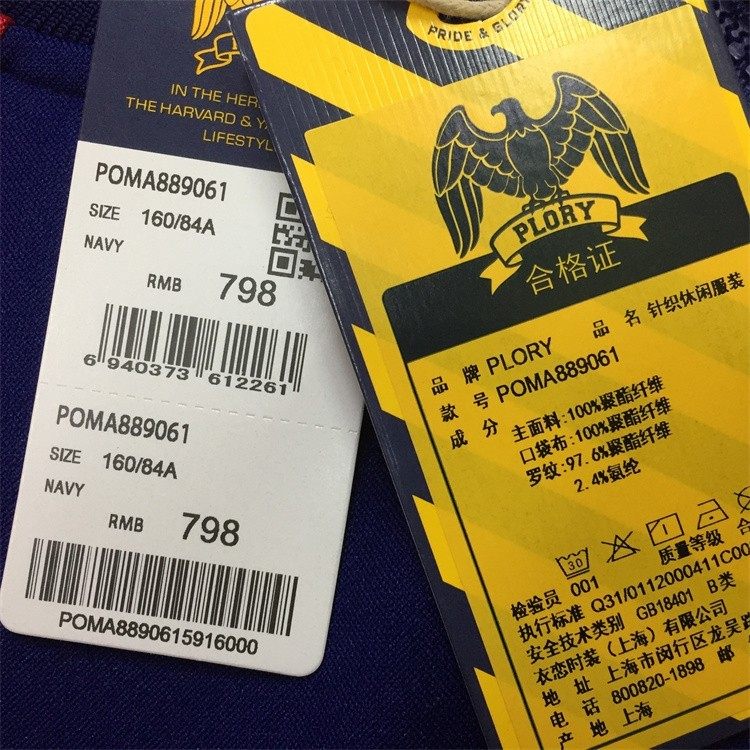 IN THE HER
THE HARVARD & YA
LIFESTYL
POMA889061
SIZE 160/84A
NAVY
RMB 798
6 940373 612261
POMA889061
SIZE 160/84A
NAVY
RMB 798
POMA8890615916000
PRIDE & GLORY
PLORY
合格证
品 牌 PLORY 品 名 针织休闲服装
款 号 POMA889061
成 分 主面料:100%聚酯纤维
口袋布:100%聚酯纤维
罗纹:97.6%聚酯纤维
2.4%氨纶
30
质量等级 合
检验员 001
执行标准 Q31/0112000411C00
安全技术类别 GB18401 B类
衣恋时装(上海)有限公司
地 址 上海市闵行区龙吴路
电 话 800820-1898 邮
产 地 上海